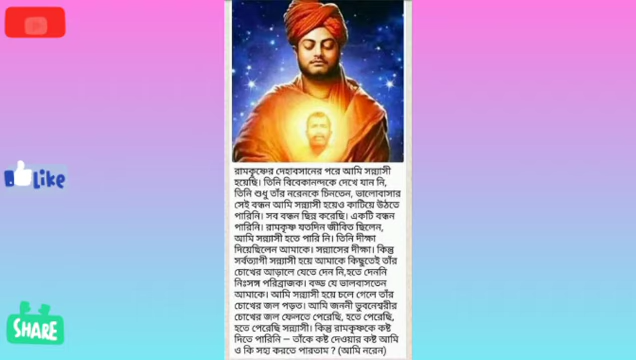 Like
SHARE
রামকৃষ্ণের দেহাবসানের পরে আমি সন্ন্যাসী
হয়েছি। তিনি বিবেকানন্দকে দেখে যান নি,
তিনি শুধু তাঁর নরেনকে চিনতেন, ভালোবাসার
সেই বন্ধন আমি সন্ন্যাসী হয়েও কাটিয়ে উঠতে
পারিনি। সব বন্ধন ছিন্ন করেছি। একটি বন্ধন
পারিনি। রামকৃষ্ণ যতদিন জীবিত ছিলেন,
আমি সন্ন্যাসী হতে পারি নি। তিনি দীক্ষা
দিয়েছিলেন আমাকে। সন্ন্যাসের দীক্ষা। কিন্তু
সর্বত্যাগী সন্ন্যাসী হয়ে আমাকে কিছুতেই তাঁর
চোখের আড়ালে যেতে দেন নি,হতে দেননি
নিঃসঙ্গ পরিব্রাজক। বড্ড যে ভালবাসতেন
আমাকে। আমি সন্ন্যাসী হয়ে চলে গেলে তাঁর
চোখের জল পড়ত। আমি জননী ভুবনেশ্বরীর
চোখের জল ফেলতে পেরেছি, হতে পেরেছি,
হতে পেরেছি সন্ন্যাসী। কিন্তু রামকৃষ্ণকে কষ্ট
দিতে পারিনি — তাঁকে কষ্ট দেওয়ার কষ্ট আমি
ও কি সহ্য করতে পারতাম ? (আমি নরেন)